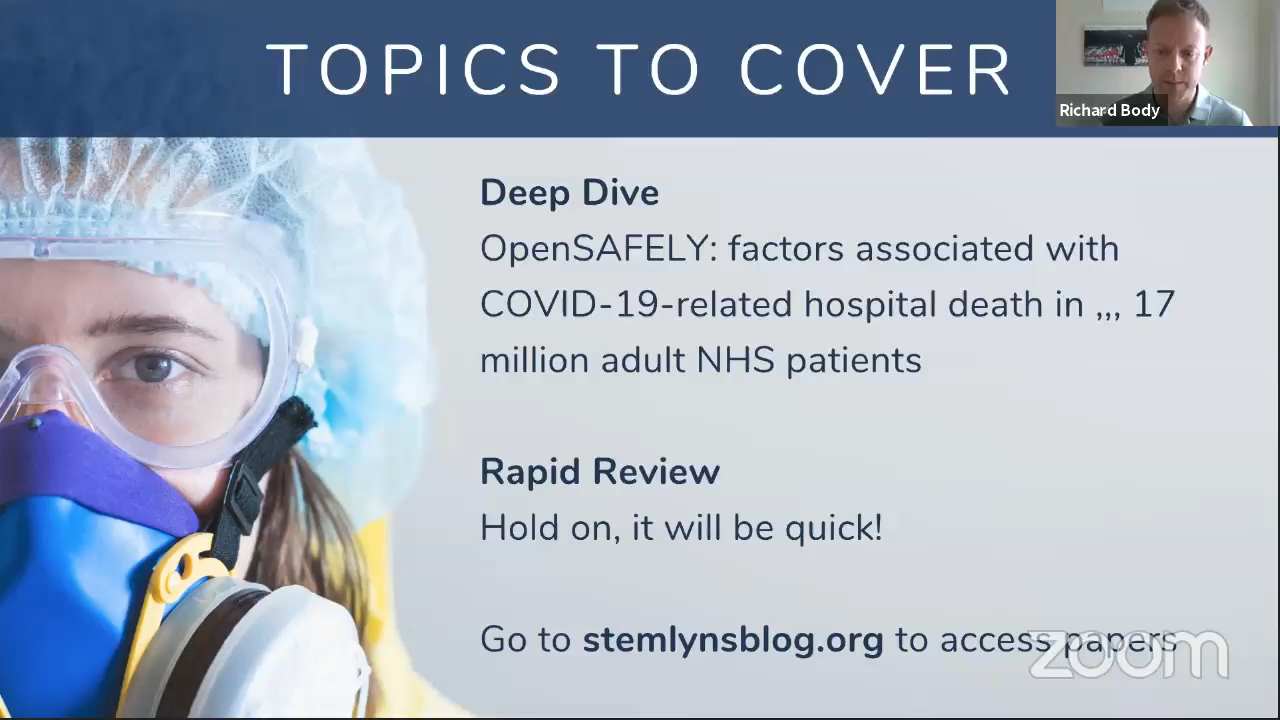 TOPICS TO COVER
Richard Body
Deep Dive
OpenSAFELY: factors associated with
COVID-19-related hospital death in ,,, 17
million adult NHS patients
Rapid Review
Hold on, it will be quick!
Go to stemlynsblog.org to access papers
zoom